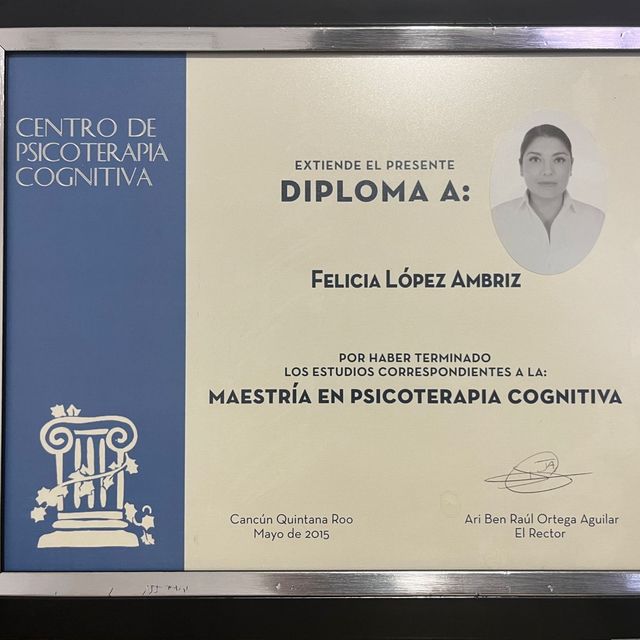 CENTRO DE
PSICOTERAPIA
COGNITIVA
EXTIENDE EL PRESENTE
DIPLOMA A:
FELICIA LÓPEZ AMBRIZ
POR HABER TERMINADO
LOS ESTUDIOS CORRESPONDIENTES A LA:
MAESTRÍA EN PSICOTERAPIA COGNITIVA
Cancún Quintana Roo
Mayo de 2015
Ari Ben Raúl Ortega Aguilar
El Rector